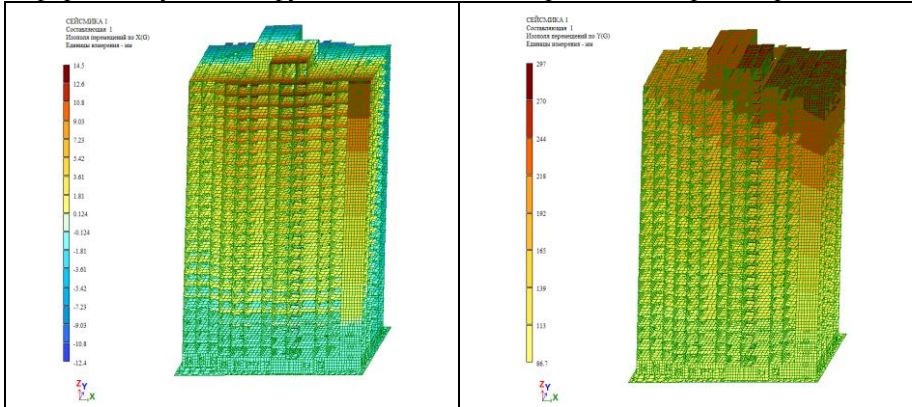 СЕЙСМИКА 1
Составляющая 1
Изополя перемещений по X(G)
Единицы измерения - мм
14.5
12.6
10.8
9.03
7.23
5.42
3.61
1.81
0.124
-0.124
-1.81
-3.61
-5.42
-7.23
-9.03
-10.8
-12.4
Z
Y
X
СЕЙСМИКА 1
Составляющая 1
Изополя перемещений по Y(G)
Единицы измерения - мм
297
270
244
218
192
165
139
113
86.7
Z
Y
X